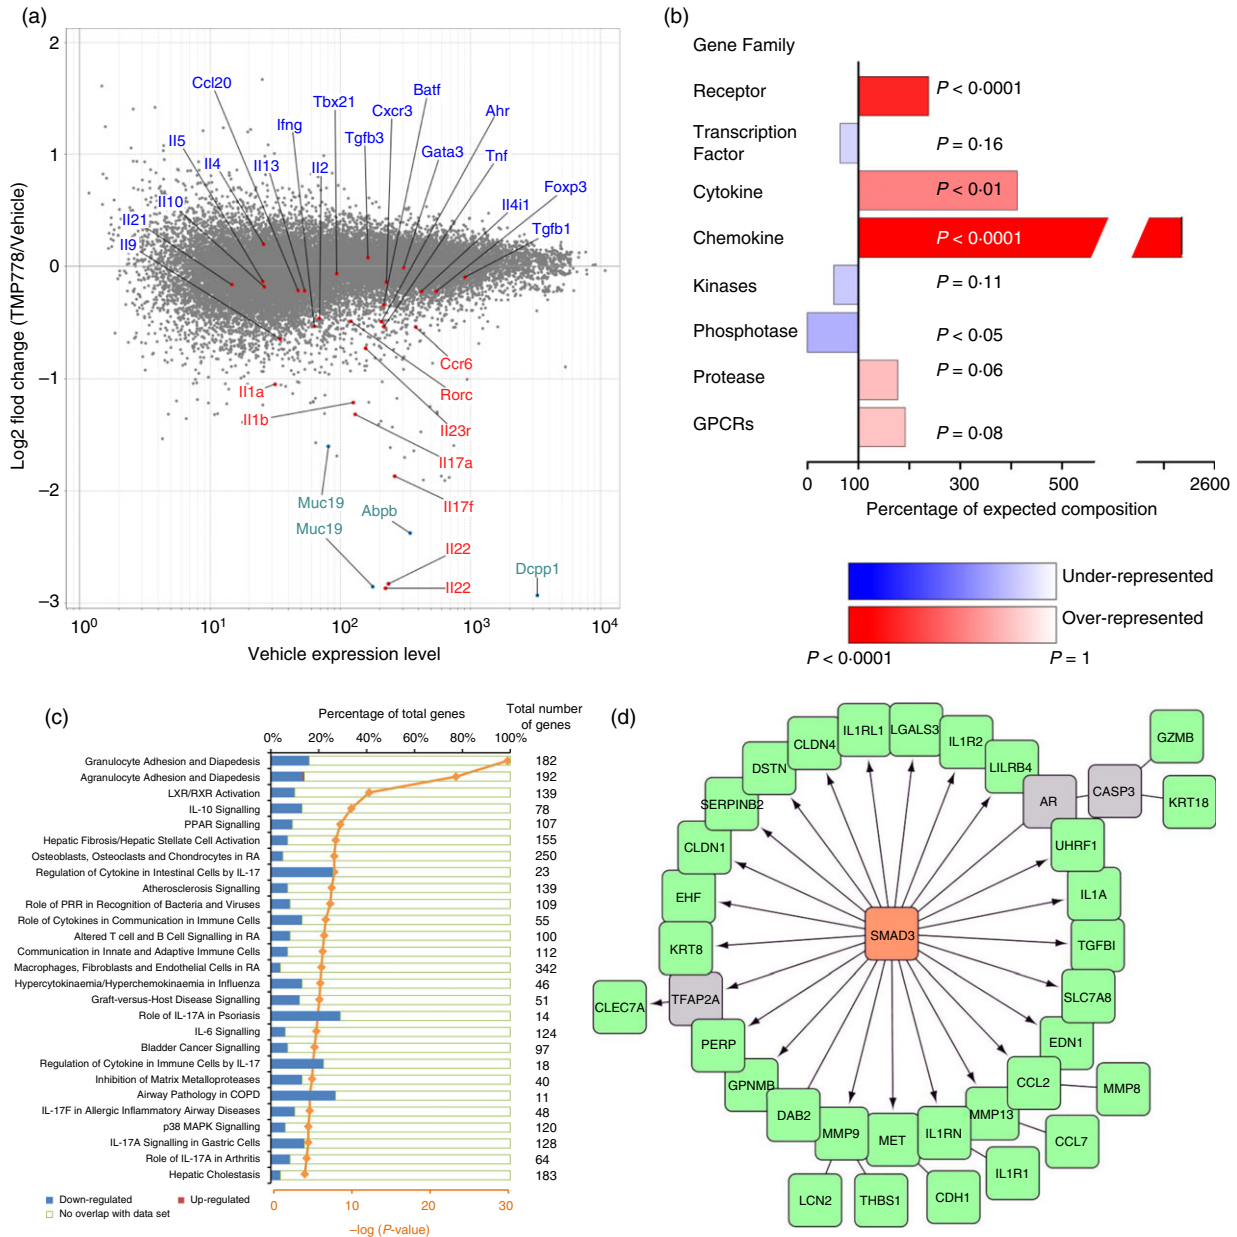 (a)
Log2 flod change (TMP778/Vehicle)
2
1
0
−1
−2
−3
Ccl20
Tbx21
Batf
Cxcr3
Ahr
Ifng
Tgfb3
Il5
Il4
Il13
Il2
Gata3
Tnf
Foxp3
Il10
Il4i1
Il21
Tgfb1
Il9
Ccr6
Il1a
Rorc
Il1b
Il23r
Il17a
Muc19
Abpb
Il17f
Muc19
Il22
Dcpp1
Il22
10⁰
10¹
10²
10³
10⁴
Vehicle expression level
(b)
Gene Family
Receptor P < 0·0001
Transcription
Factor P = 0·16
Cytokine P < 0·01
Chemokine P < 0·0001
Kinases P = 0·11
Phosphotase P < 0·05
Protease P = 0·06
GPCRs P = 0·08
0 100 300 500 2600
Percentage of expected composition
Under-represented
Over-represented
P < 0·0001 P = 1
(c)
Percentage of total genes
Total number
of genes
0% 20% 40% 60% 80% 100%
Granulocyte Adhesion and Diapedesis 182
Agranulocyte Adhesion and Diapedesis 192
LXR/RXR Activation 139
IL-10 Signalling 78
PPAR Signalling 107
Hepatic Fibrosis/Hepatic Stellate Cell Activation 155
Osteoblasts, Osteoclasts and Chondrocytes in RA 250
Regulation of Cytokine in Intestinal Cells by IL-17 23
Atherosclerosis Signalling 139
Role of PRR in Recognition of Bacteria and Viruses 109
Role of Cytokines in Communication in Immune Cells 55
Altered T cell and B Cell Signalling in RA 100
Communication in Innate and Adaptive Immune Cells 112
Macrophages, Fibroblasts and Endothelial Cells in RA 342
Hypercytokinaemia/Hyperchemokinaemia in Influenza 46
Graft-versus-Host Disease Signalling 51
Role of IL-17A in Psoriasis 14
IL-6 Signalling 124
Bladder Cancer Signalling 97
Regulation of Cytokine in Immune Cells by IL-17 18
Inhibition of Matrix Metalloproteases 40
Airway Pathology in COPD 11
IL-17F in Allergic Inflammatory Airway Diseases 48
p38 MAPK Signalling 120
IL-17A Signalling in Gastric Cells 128
Role of IL-17A in Arthritis 64
Hepatic Cholestasis 183
Down-regulated Up-regulated
No overlap with data set
0 10 20 30
−log (P-value)
(d)
IL1RL1
LGALS3
CLDN4
IL1R2
GZMB
DSTN
LILRB4
SERPINB2
AR
CASP3
KRT18
CLDN1
UHRF1
EHF
IL1A
SMAD3
KRT8
TGFBI
CLEC7A
TFAP2A
SLC7A8
PERP
EDN1
GPNMB
CCL2
MMP8
DAB2
MMP13
MMP9
MET
IL1RN
CCL7
IL1R1
LCN2
THBS1
CDH1